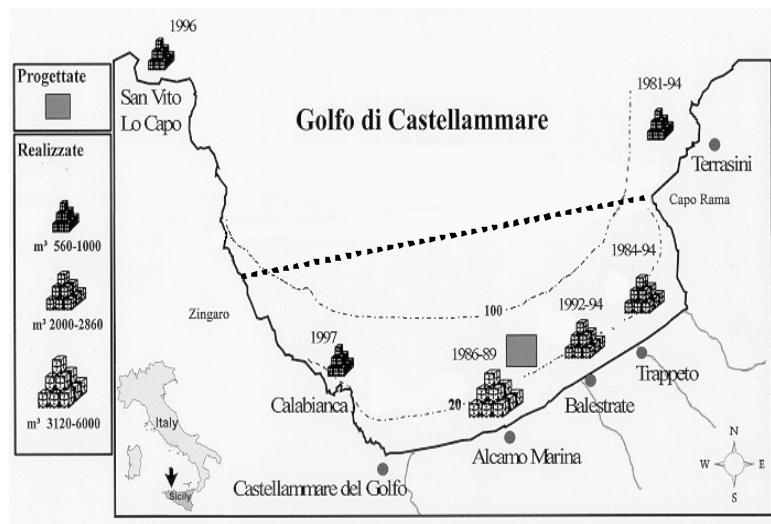 1996
Progettate
San Vito
Lo Capo
Realizzate
m³ 560-1000
m³ 2000-2860
m³ 3120-6000
Golfo di Castellammare
1981-94
Terrasini
Capo Rama
1984-94
Zingaro
100
1992-94
1997
1986-89
Trappeto
Calabianca
20
Balestrate
Alcamo Marina
Castellammare del Golfo
Italy
Sicily
N
W
E
S